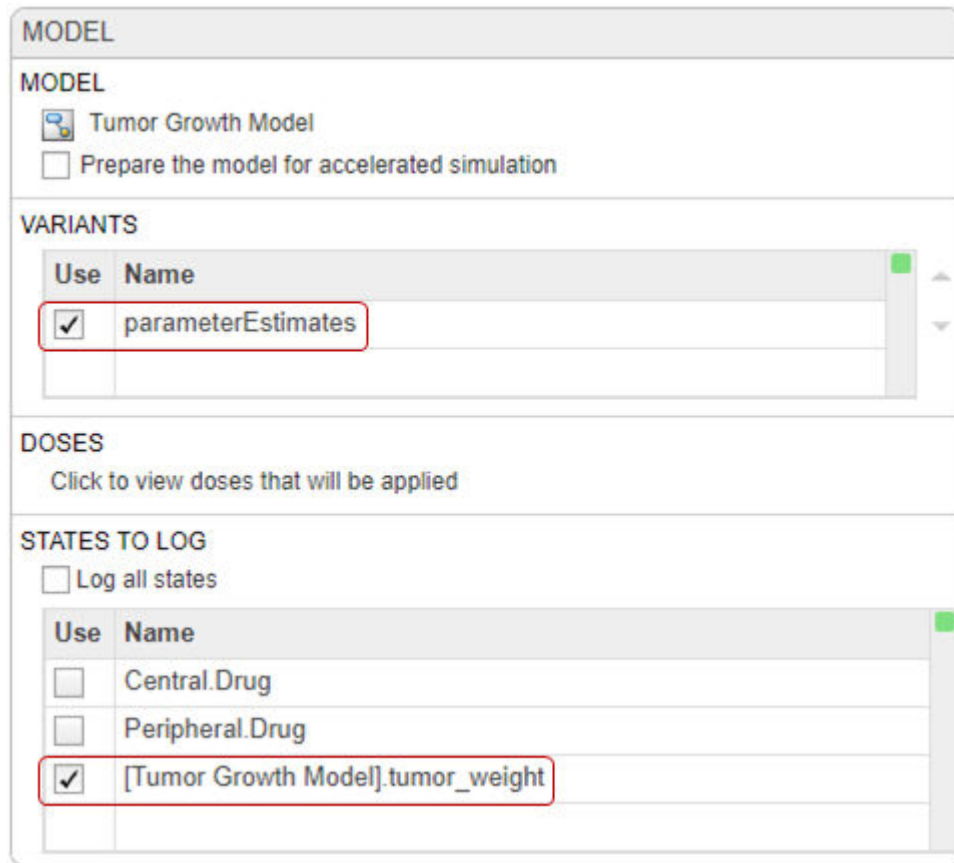 MODEL
MODEL
Tumor Growth Model
Prepare the model for accelerated simulation
VARIANTS
Use Name
parameterEstimates
DOSES
Click to view doses that will be applied
STATES TO LOG
Log all states
Use Name
Central.Drug
Peripheral.Drug
[Tumor Growth Model].tumor_weight